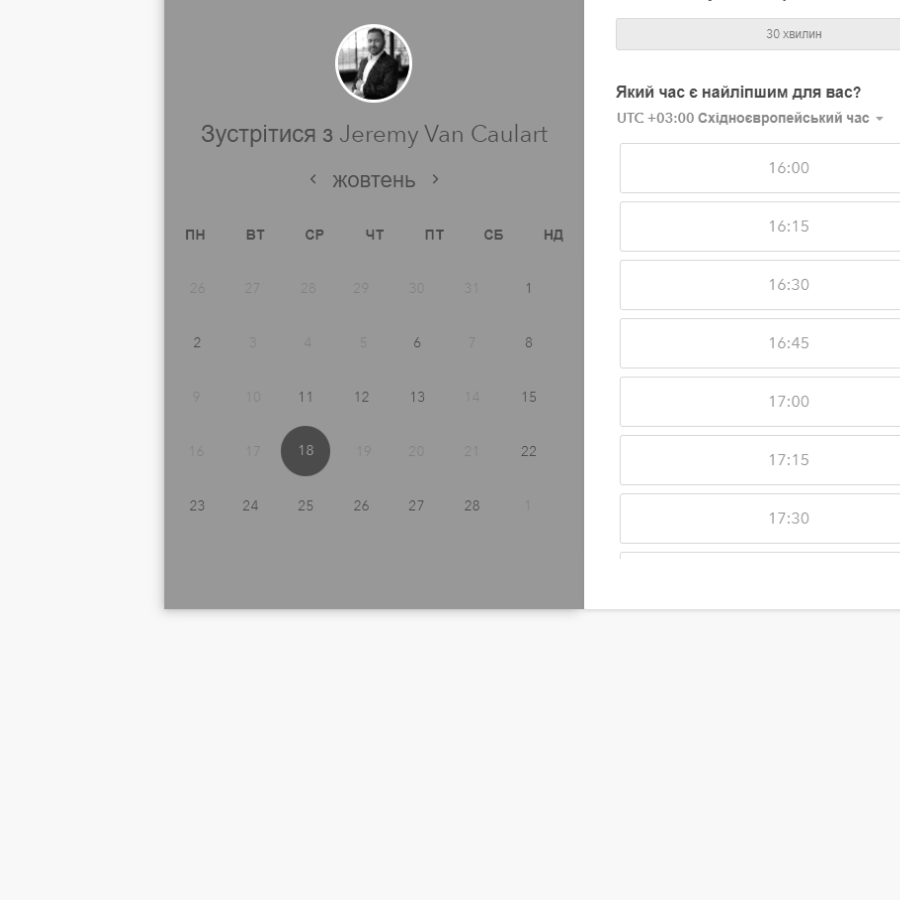 Зустрітися з Jeremy Van Caulart
жовтень
ПН ВТ СР ЧТ ПТ СБ НД
26 27 28 29 30 31 1
2 3 4 5 6 7 8
9 10 11 12 13 14 15
16 17 18 19 20 21 22
23 24 25 26 27 28 1
30 хвилин
Який час є найліпшим для вас?
UTC +03:00 Східноєвропейський час
16:00
16:15
16:30
16:45
17:00
17:15
17:30